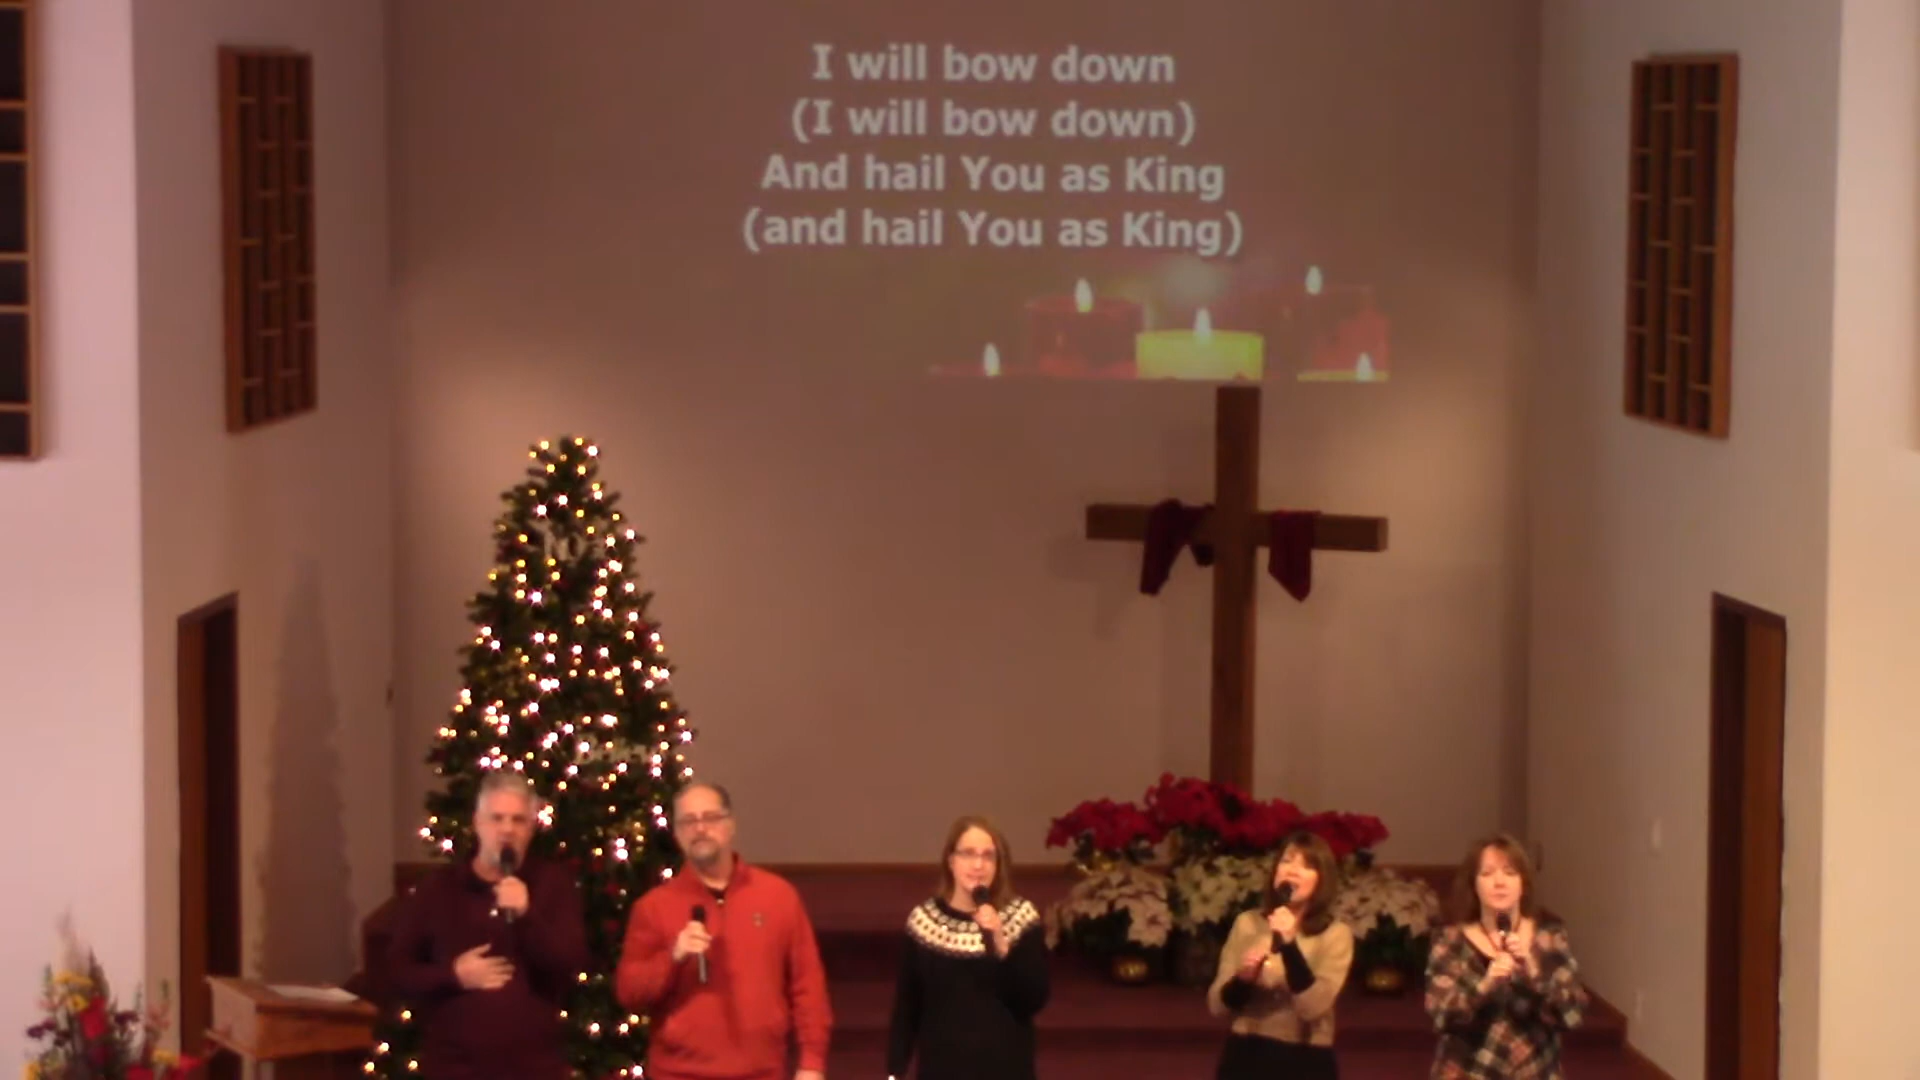 I will bow down
(I will bow down)
And hail You as King
(and hail You as King)